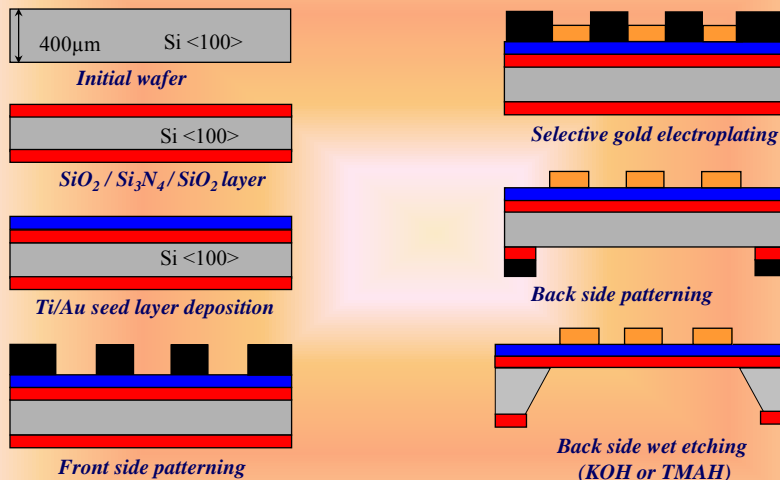 400µm
Si <100>
Initial wafer
Si <100>
SiO₂ / Si₃N₄ / SiO₂ layer
Si <100>
Ti/Au seed layer deposition
Front side patterning
Selective gold electroplating
Back side patterning
Back side wet etching
(KOH or TMAH)